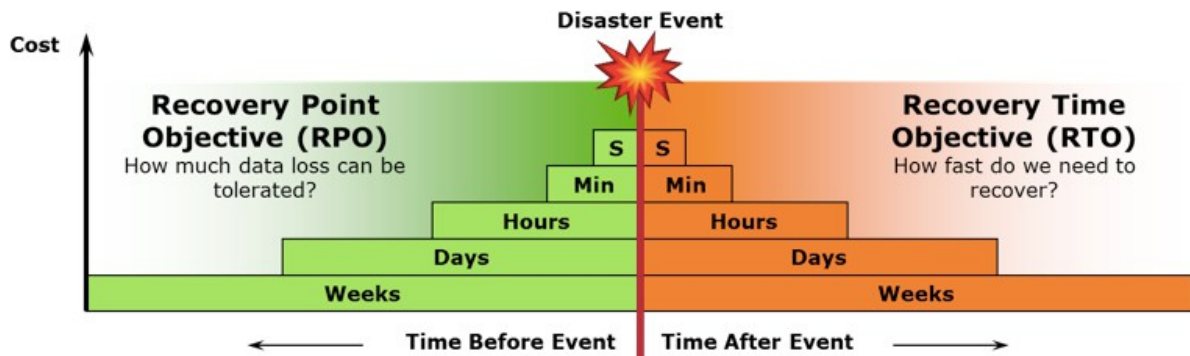 Disaster Event
Cost
Recovery Point
Objective (RPO)
How much data loss can be
tolerated?
Recovery Time
Objective (RTO)
How fast do we need to
recover?
S
S
Min
Min
Hours
Hours
Days
Days
Weeks
Weeks
Time Before Event
Time After Event